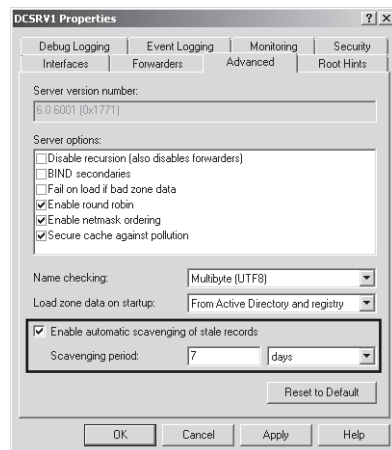 DCSRV1 Properties
Debug Logging Event Logging Monitoring Security
Interfaces Forwarders Advanced Root Hints
Server version number:
6.0 6001 (0x1771)
Server options:
Disable recursion (also disables forwarders)
BIND secondaries
Fail on load if bad zone data
Enable round robin
Enable netmask ordering
Secure cache against pollution
Name checking: Multibyte (UTF8)
Load zone data on startup: From Active Directory and registry
Enable automatic scavenging of stale records
Scavenging period: 7 days
Reset to Default
OK Cancel Apply Help